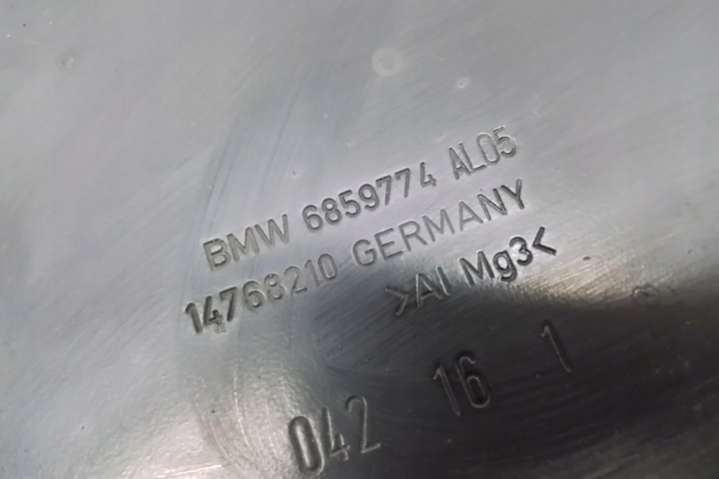 BMW 6859774 AL05
14768210 GERMANY
>Al Mg3<
042 16 1